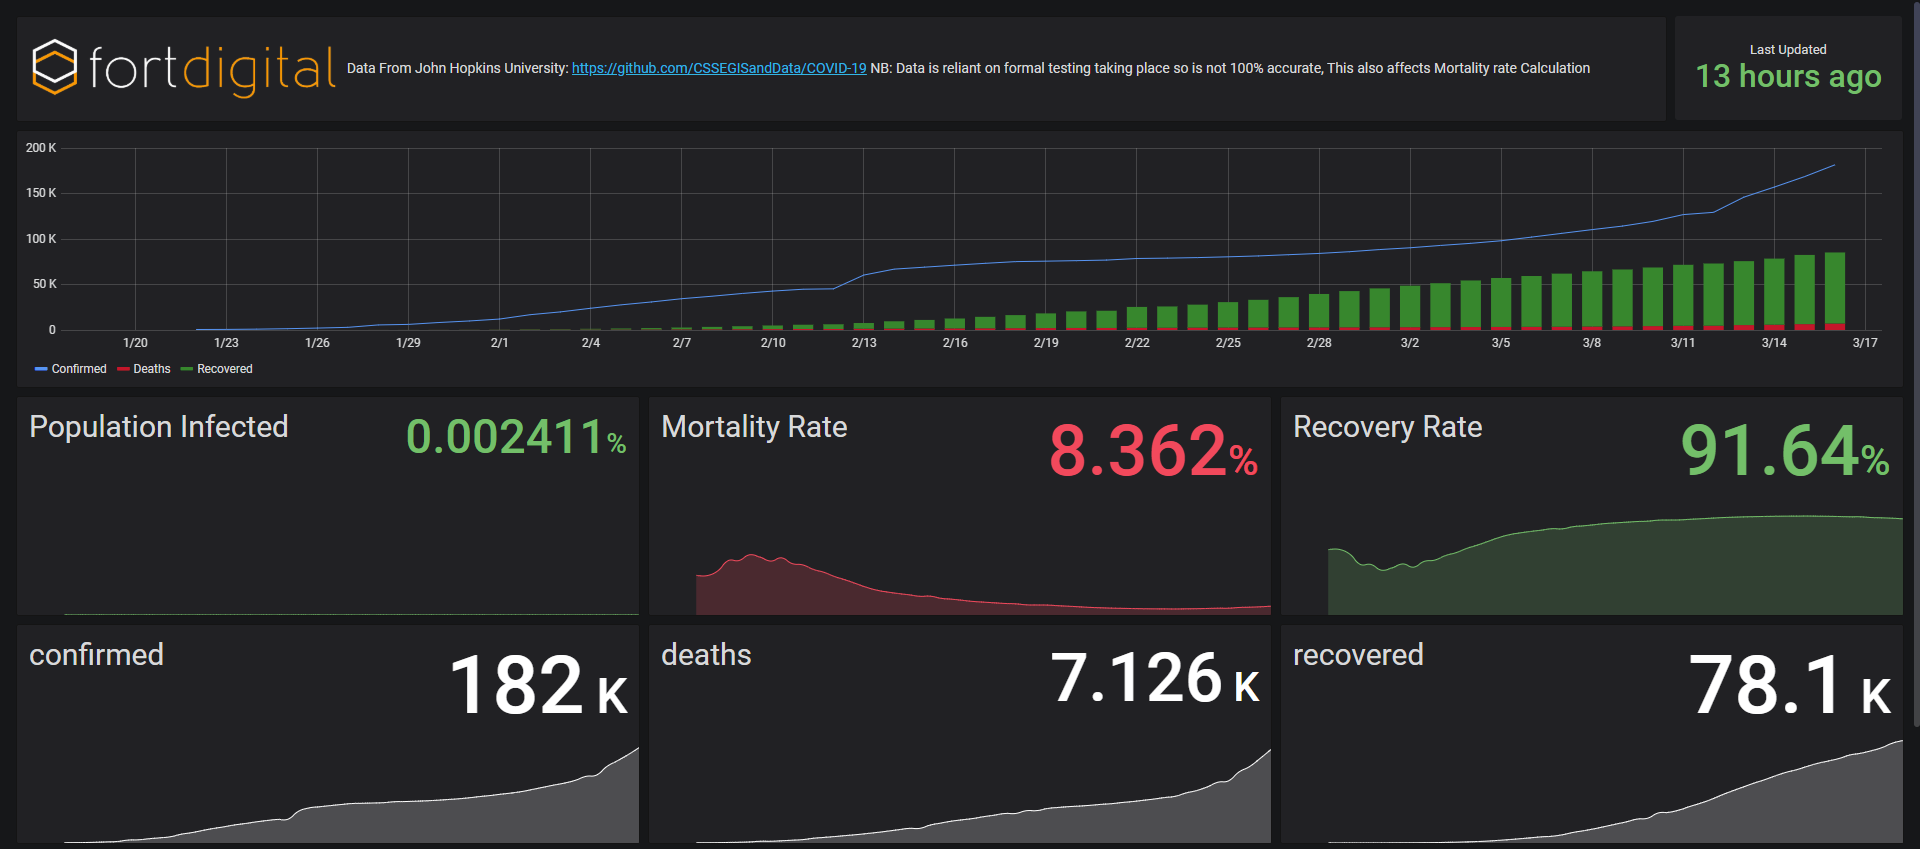 fortdigital
Data From John Hopkins University: https://github.com/CSSEGISandData/COVID-19 NB: Data is reliant on formal testing taking place so is not 100% accurate, This also affects Mortality rate Calculation
Last Updated
13 hours ago
200 K
150 K
100 K
50 K
0
1/20 1/23 1/26 1/29 2/1 2/4 2/7 2/10 2/13 2/16 2/19 2/22 2/25 2/28 3/2 3/5 3/8 3/11 3/14 3/17
Confirmed Deaths Recovered
Population Infected 0.002411%
Mortality Rate 8.362%
Recovery Rate 91.64%
confirmed 182 K
deaths 7.126 K
recovered 78.1 K